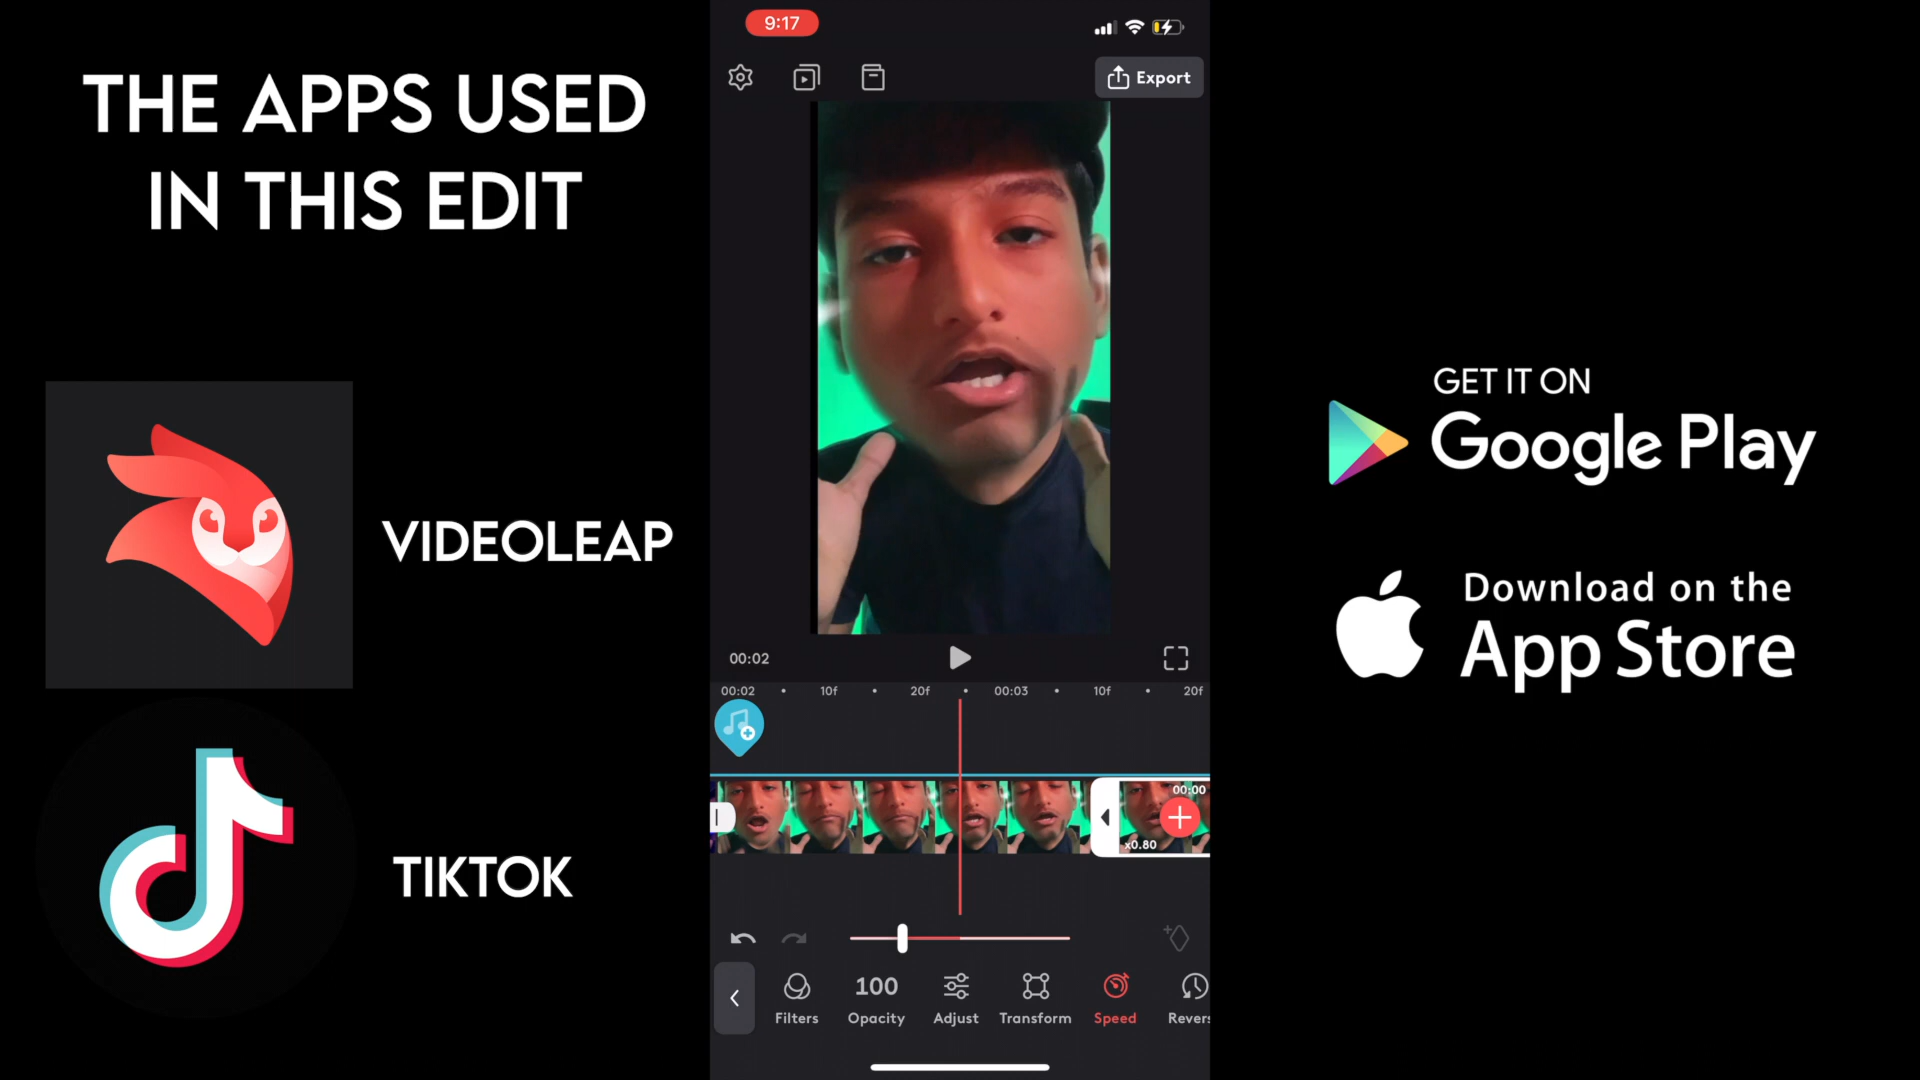 THE APPS USED
IN THIS EDIT
VIDEOLEAP
TIKTOK
9:17
Export
00:02
00:02 10f 20f 00:03 10f 20f
00:00
x0.80
100
Filters Opacity Adjust Transform Speed Revers
GET IT ON
Google Play
Download on the
App Store